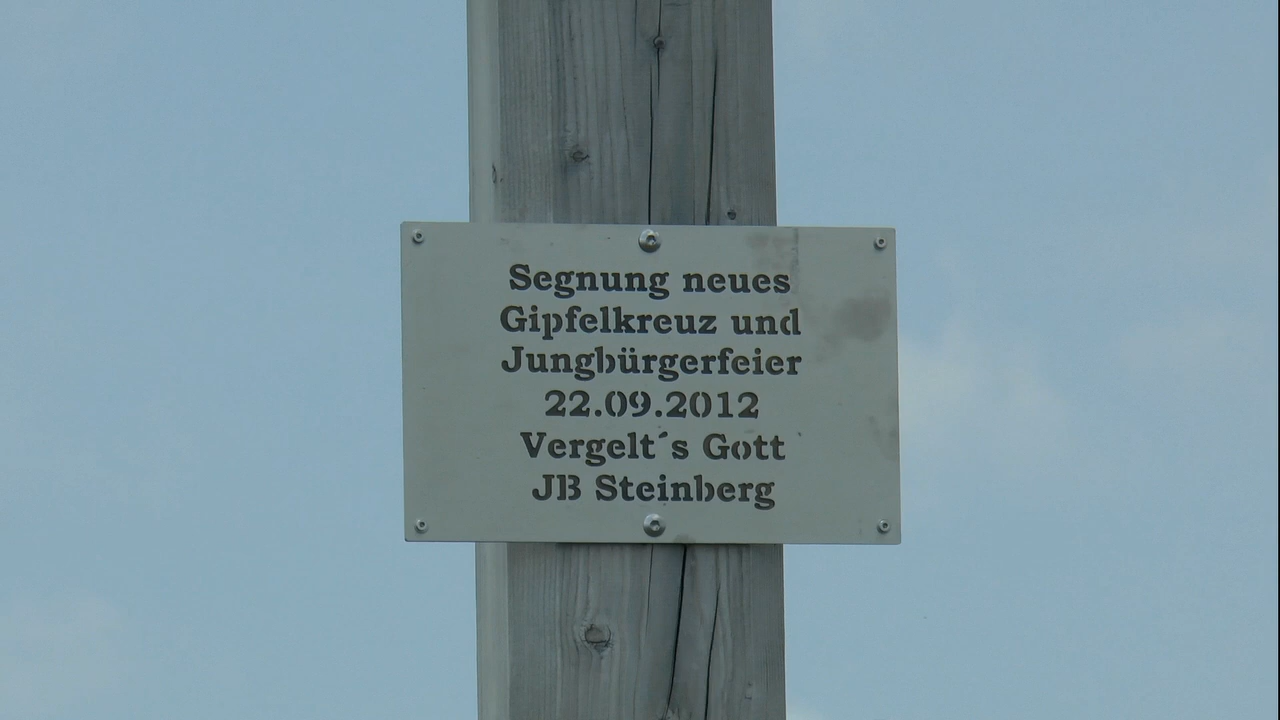 Segnung neues
Gipfelkreuz und
Jungbürgerfeier
22.09.2012
Vergelt´s Gott
JB Steinberg